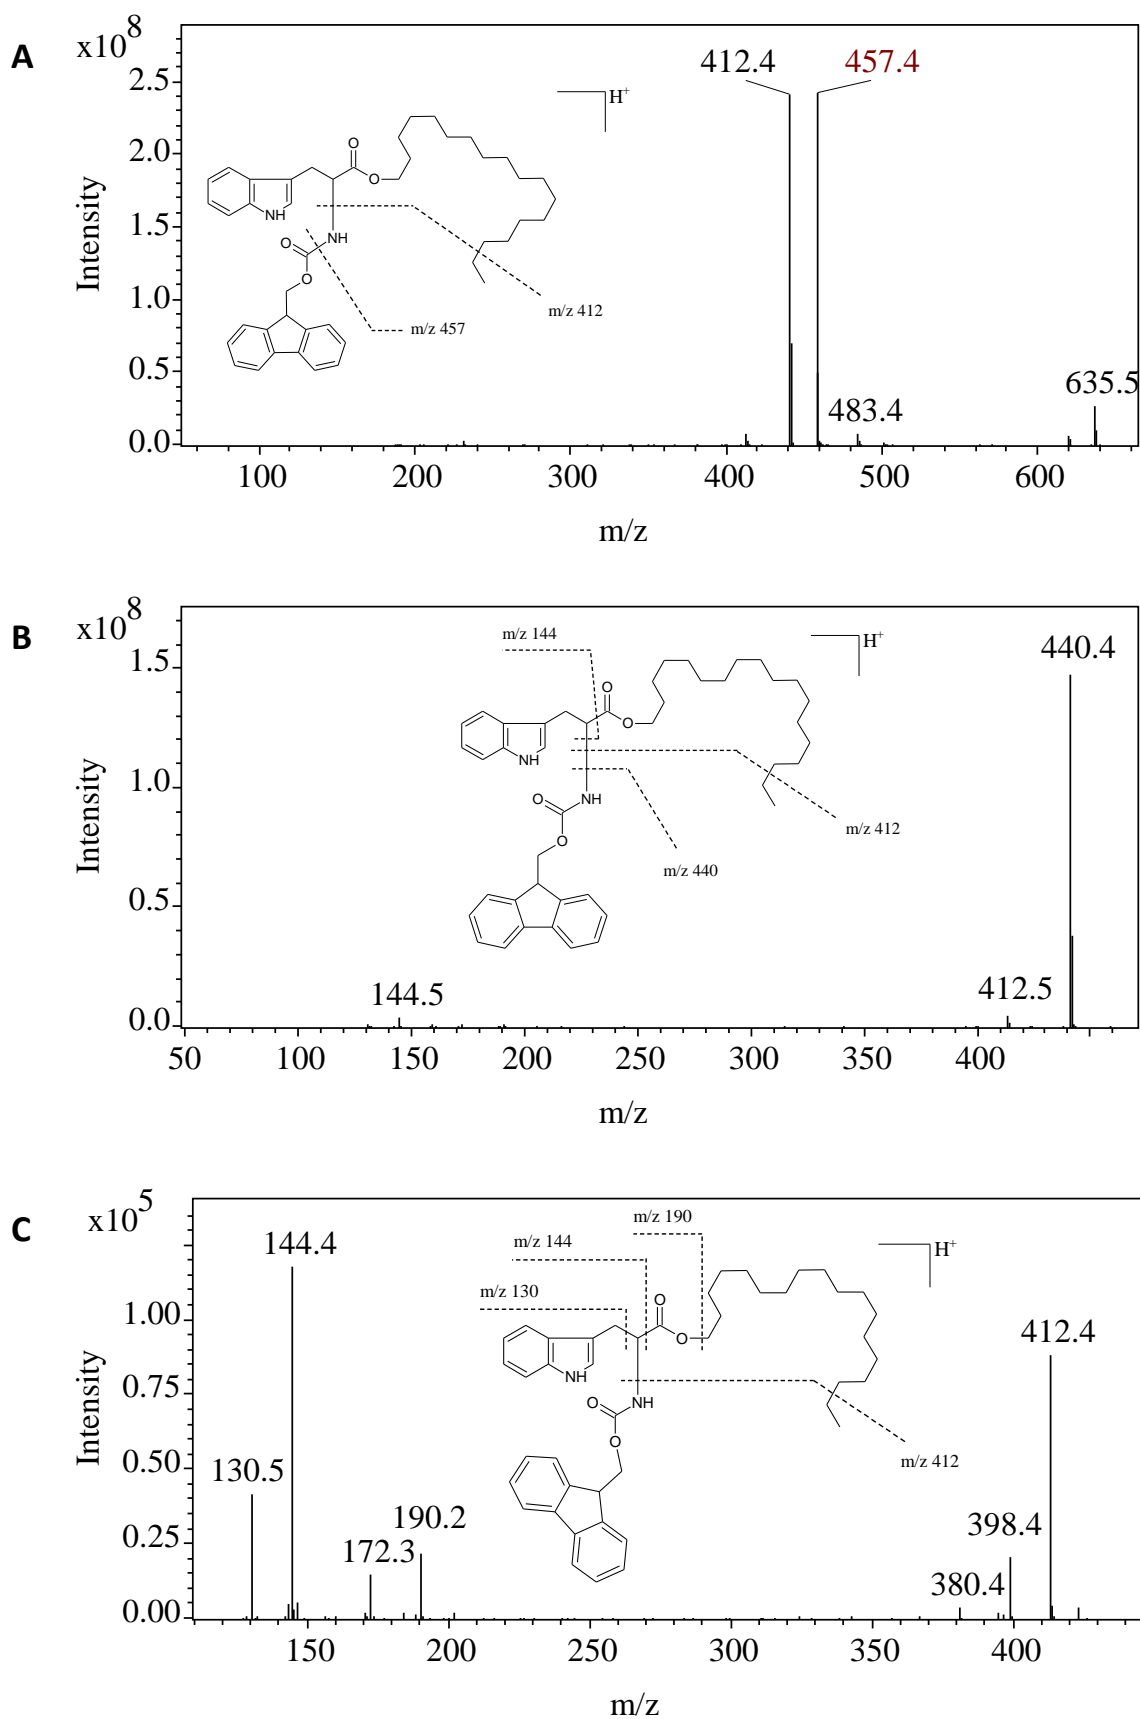 A
x10^8
412.4 457.4
2.5
H+
2.0
O
O
NH
1.5
O NH
O
1.0
m/z 412
m/z 457
0.5
635.5
483.4
0.0
100 200 300 400 500 600
Intensity
m/z
B
x10^8
m/z 144
H+
440.4
1.5
O
O
NH
1.0
O NH
m/z 412
O
m/z 440
0.5
412.5
144.5
0.0
50 100 150 200 250 300 350 400
Intensity
m/z
C
x10^5
m/z 190
144.4
m/z 144
H+
m/z 130
O
1.00
412.4
O
NH
0.75
O NH
O
m/z 412
0.50
130.5
190.2
398.4
0.25
172.3
380.4
0.00
150 200 250 300 350 400
Intensity
m/z